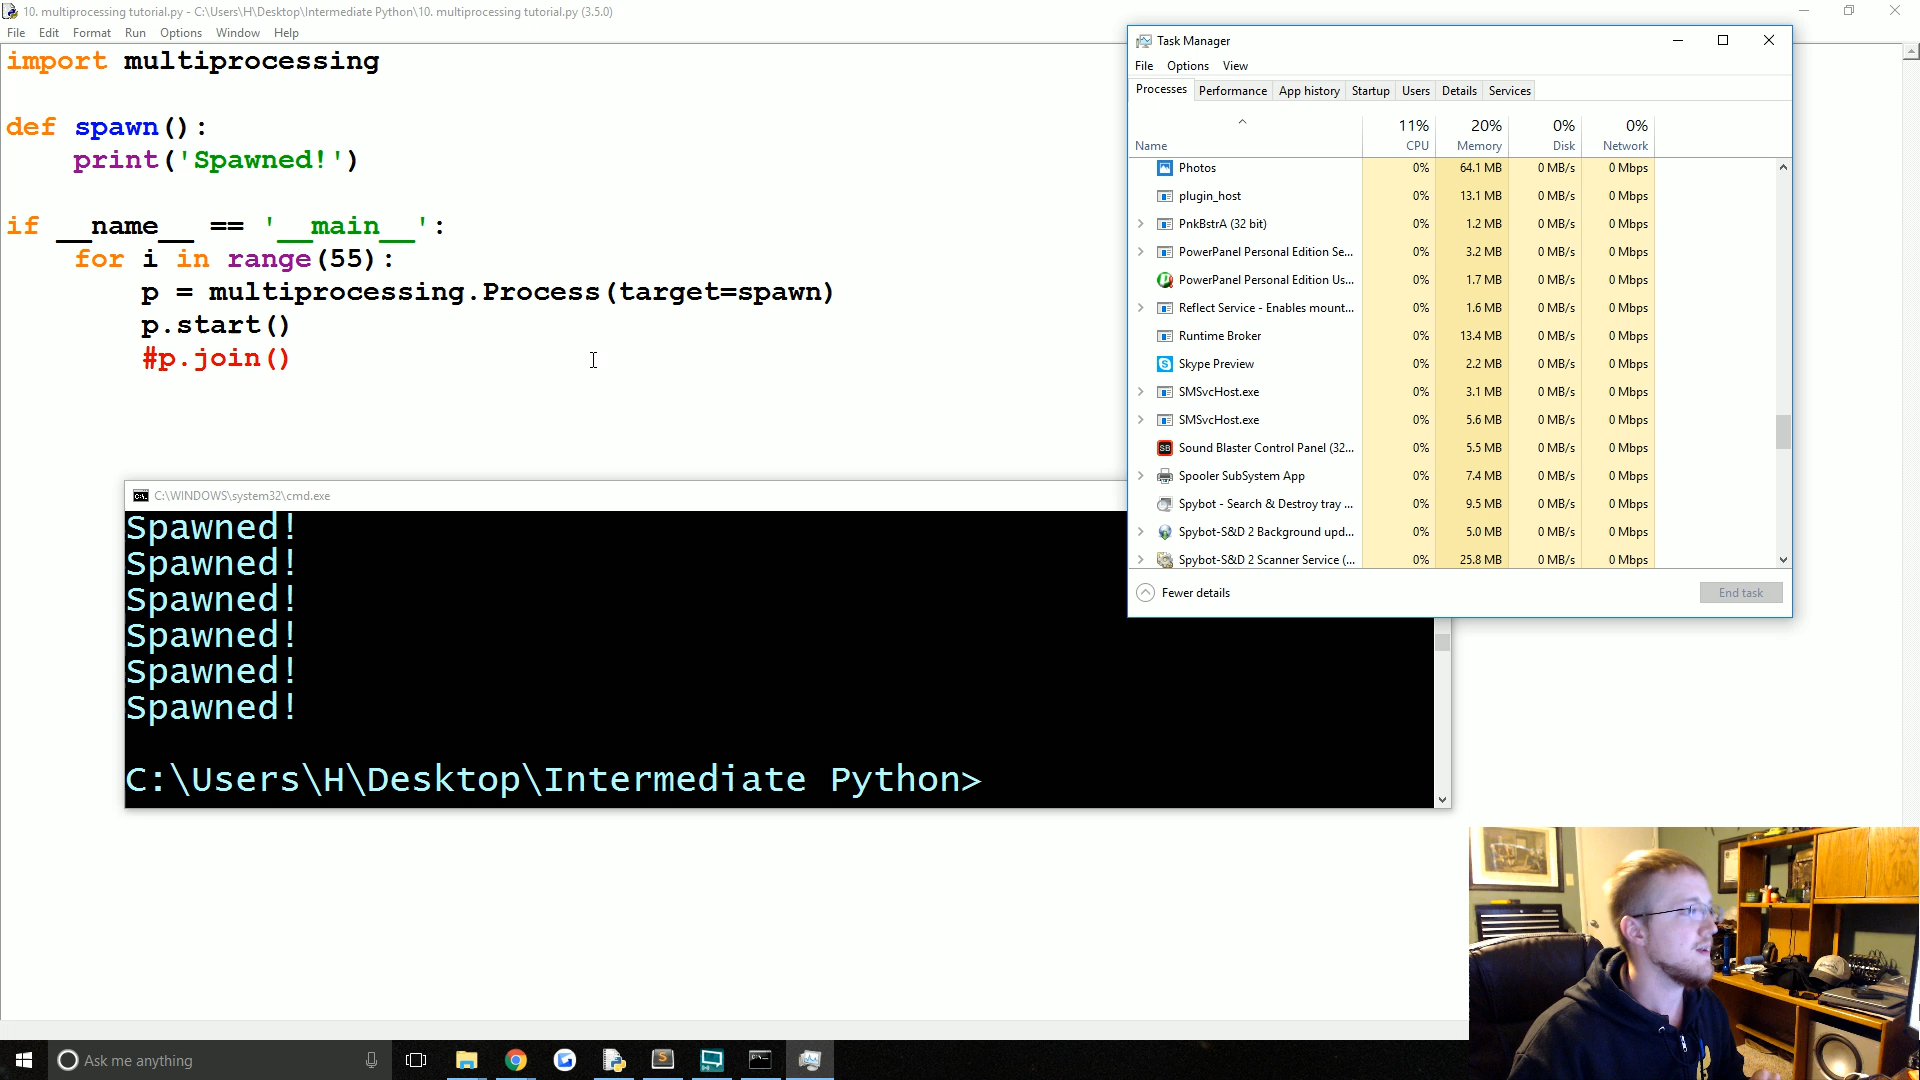 10. multiprocessing tutorial.py - C:\Users\H\Desktop\Intermediate Python\10. multiprocessing tutorial.py (3.5.0)
File Edit Format Run Options Window Help
import multiprocessing
def spawn():
print('Spawned!')
if __name__ == '__main__':
for i in range(55):
p = multiprocessing.Process(target=spawn)
p.start()
#p.join()
Task Manager
File Options View
Processes Performance App history Startup Users Details Services
11% 20% 0% 0%
Name CPU Memory Disk Network
Photos 0% 64.1 MB 0 MB/s 0 Mbps
plugin_host 0% 13.1 MB 0 MB/s 0 Mbps
PnkBstrA (32 bit) 0% 1.2 MB 0 MB/s 0 Mbps
PowerPanel Personal Edition Se... 0% 3.2 MB 0 MB/s 0 Mbps
PowerPanel Personal Edition Us... 0% 1.7 MB 0 MB/s 0 Mbps
Reflect Service - Enables mount... 0% 1.6 MB 0 MB/s 0 Mbps
Runtime Broker 0% 13.4 MB 0 MB/s 0 Mbps
Skype Preview 0% 2.2 MB 0 MB/s 0 Mbps
SMSvcHost.exe 0% 3.1 MB 0 MB/s 0 Mbps
SMSvcHost.exe 0% 5.6 MB 0 MB/s 0 Mbps
Sound Blaster Control Panel (32... 0% 5.5 MB 0 MB/s 0 Mbps
Spooler SubSystem App 0% 7.4 MB 0 MB/s 0 Mbps
Spybot - Search & Destroy tray ... 0% 9.5 MB 0 MB/s 0 Mbps
Spybot-S&D 2 Background upd... 0% 5.0 MB 0 MB/s 0 Mbps
Spybot-S&D 2 Scanner Service (... 0% 25.8 MB 0 MB/s 0 Mbps
Fewer details
End task
C:\WINDOWS\system32\cmd.exe
Spawned!
Spawned!
Spawned!
Spawned!
Spawned!
Spawned!
C:\Users\H\Desktop\Intermediate Python>
Ask me anything